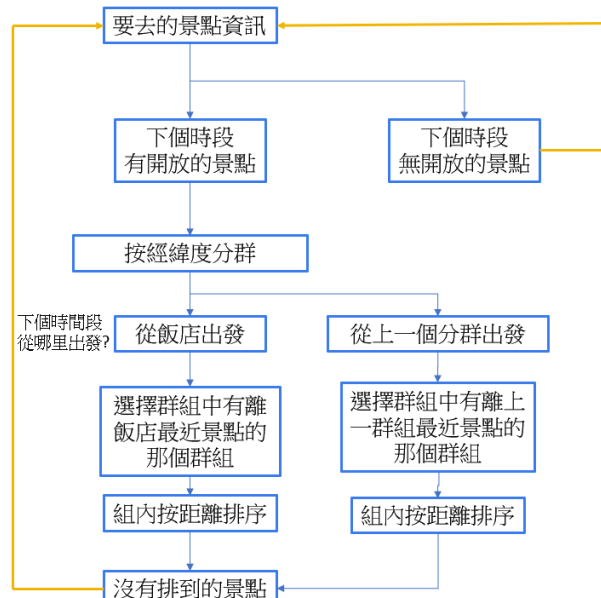 要去的景點資訊
下個時段
有開放的景點
下個時段
無開放的景點
按經緯度分群
下個時間段
從哪里出發?
從飯店出發
從上一個分群出發
選擇群組中有離
飯店最近景點的
那個群組
選擇群組中有離上
一群組最近景點的
那個群組
組內按距離排序
組內按距離排序
沒有排到的景點